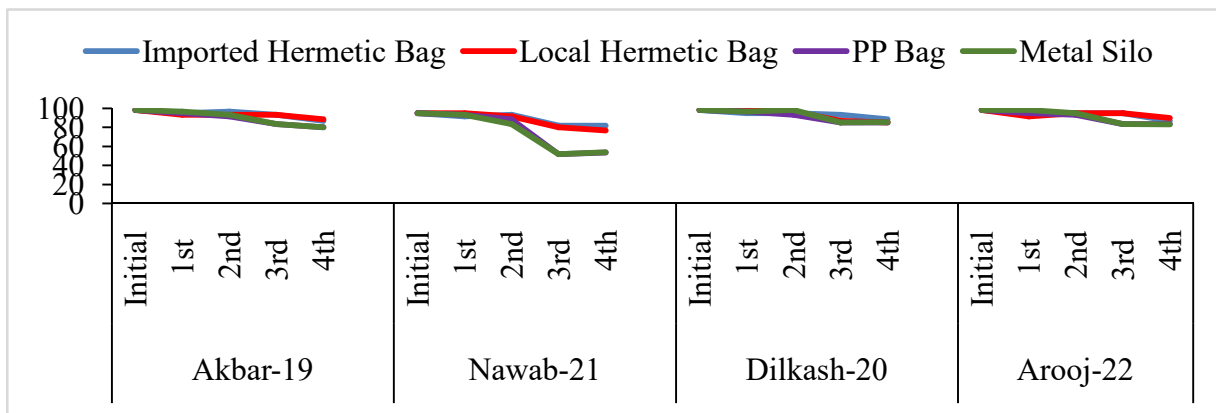 Imported Hermetic Bag Local Hermetic Bag PP Bag Metal Silo
100
80
60
40
20
0
Initial 1st 2nd 3rd 4th Initial 1st 2nd 3rd 4th Initial 1st 2nd 3rd 4th Initial 1st 2nd 3rd 4th
Akbar-19 Nawab-21 Dilkash-20 Arooj-22